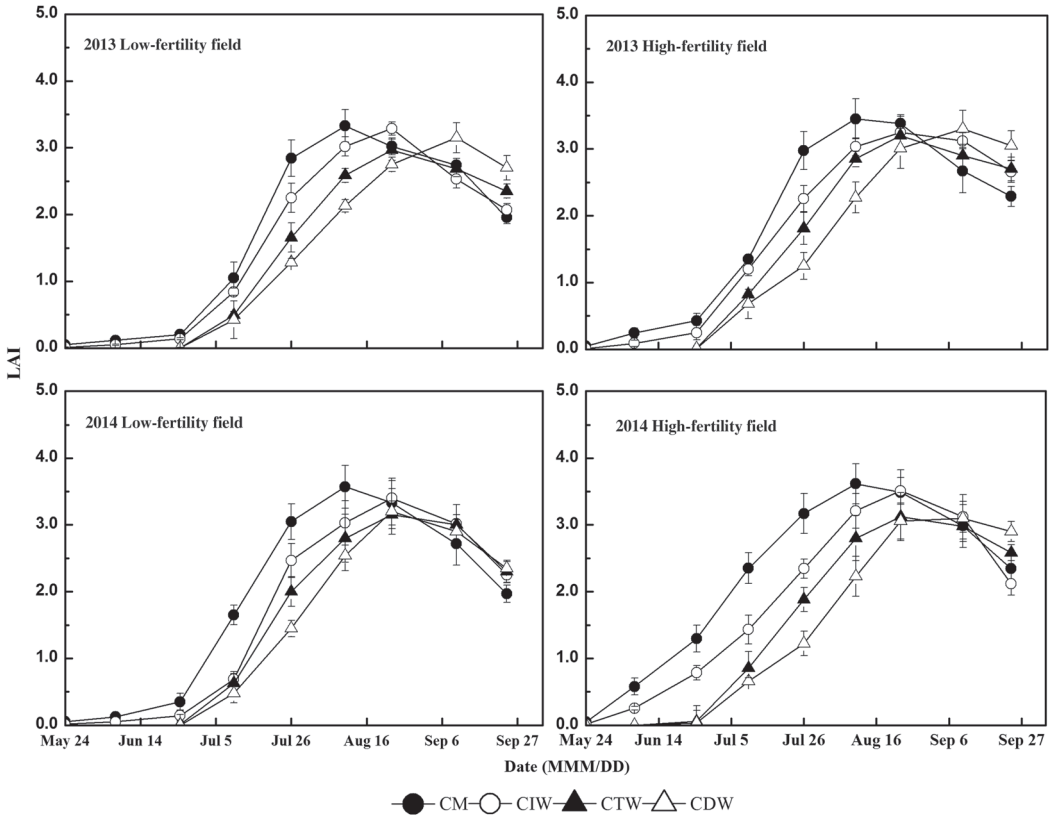 5.0
4.0
3.0
2.0
1.0
0.0
2013 Low-fertility field
5.0
4.0
3.0
2.0
1.0
0.0
2013 High-fertility field
LAI
5.0
4.0
3.0
2.0
1.0
0.0
2014 Low-fertility field
May 24 Jun 14 Jul 5 Jul 26 Aug 16 Sep 6 Sep 27
5.0
4.0
3.0
2.0
1.0
0.0
2014 High-fertility field
May 24 Jun 14 Jul 5 Jul 26 Aug 16 Sep 6 Sep 27
Date (MMM/DD)
CM CIW CTW CDW